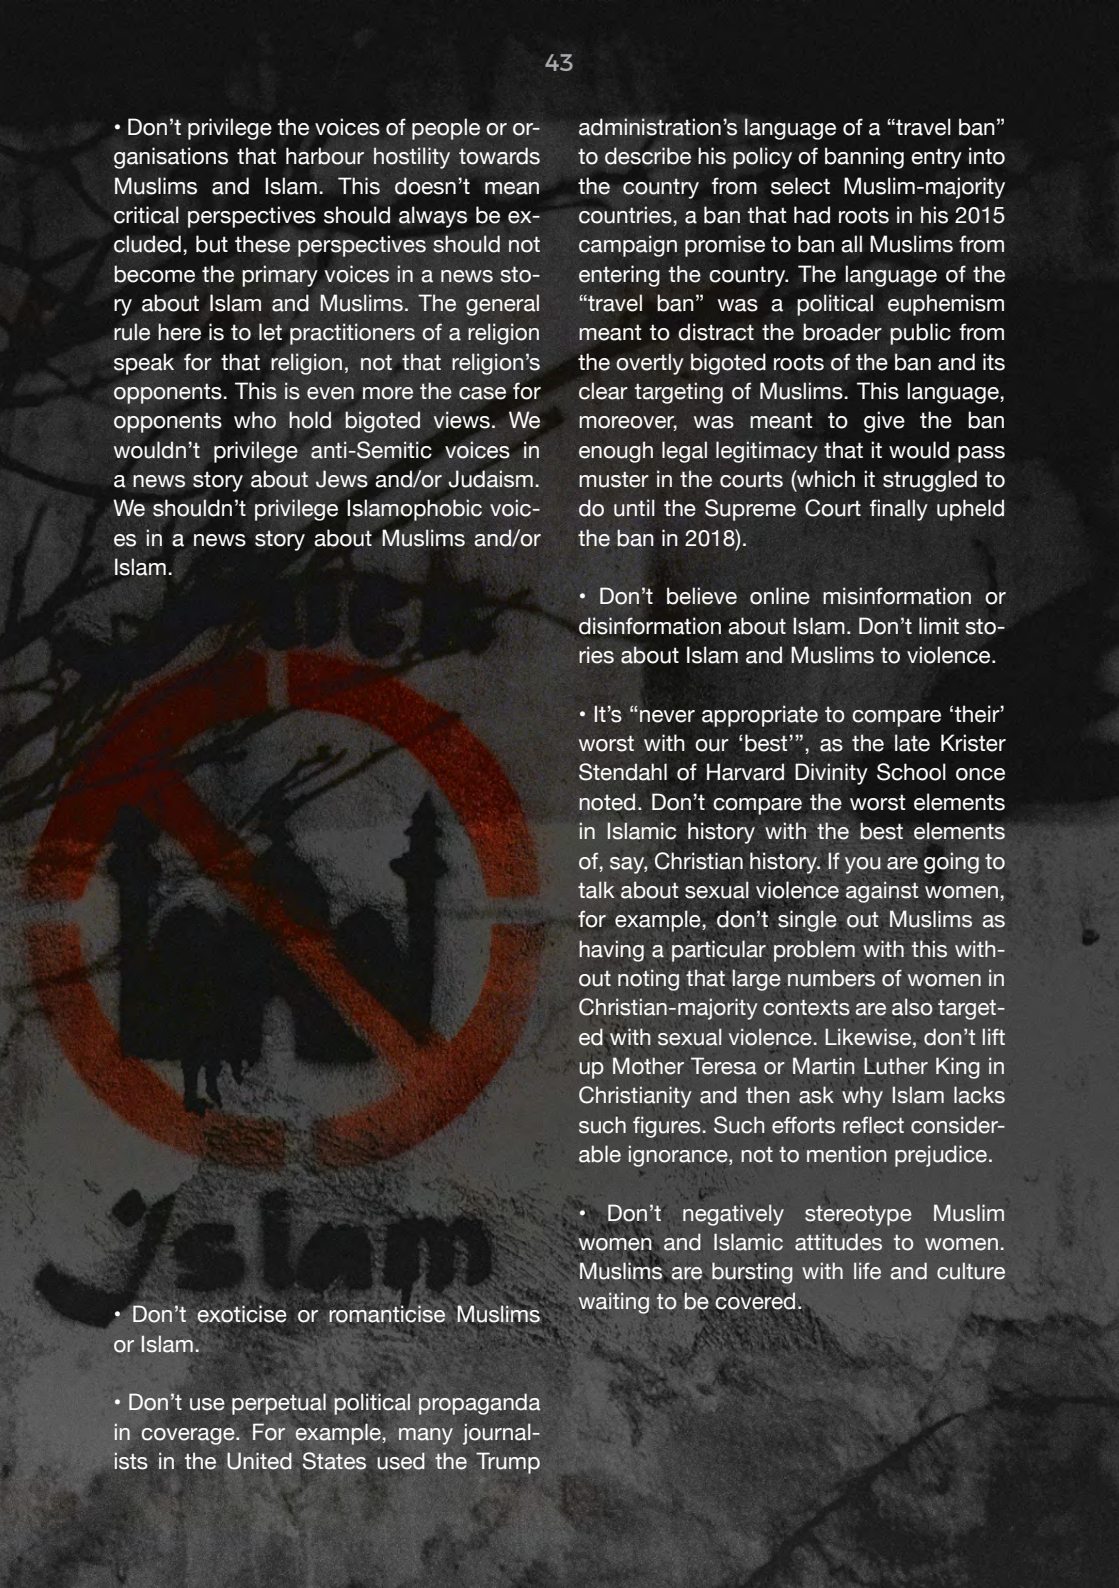 43
• Don’t privilege the voices of people or or-
ganisations that harbour hostility towards
Muslims and Islam. This doesn’t mean
critical perspectives should always be ex-
cluded, but these perspectives should not
become the primary voices in a news sto-
ry about Islam and Muslims. The general
rule here is to let practitioners of a religion
speak for that religion, not that religion’s
opponents. This is even more the case for
opponents who hold bigoted views. We
wouldn’t privilege anti-Semitic voices in
a news story about Jews and/or Judaism.
We shouldn’t privilege Islamophobic voic-
es in a news story about Muslims and/or
Islam.
islam
• Don’t exoticise or romanticise Muslims
or Islam.
• Don’t use perpetual political propaganda
in coverage. For example, many journal-
ists in the United States used the Trump
administration’s language of a “travel ban”
to describe his policy of banning entry into
the country from select Muslim-majority
countries, a ban that had roots in his 2015
campaign promise to ban all Muslims from
entering the country. The language of the
“travel ban” was a political euphemism
meant to distract the broader public from
the overtly bigoted roots of the ban and its
clear targeting of Muslims. This language,
moreover, was meant to give the ban
enough legal legitimacy that it would pass
muster in the courts (which it struggled to
do until the Supreme Court finally upheld
the ban in 2018).
• Don’t believe online misinformation or
disinformation about Islam. Don’t limit sto-
ries about Islam and Muslims to violence.
• It’s “never appropriate to compare ‘their’
worst with our ‘best’”, as the late Krister
Stendahl of Harvard Divinity School once
noted. Don’t compare the worst elements
in Islamic history with the best elements
of, say, Christian history. If you are going to
talk about sexual violence against women,
for example, don’t single out Muslims as
having a particular problem with this with-
out noting that large numbers of women in
Christian-majority contexts are also target-
ed with sexual violence. Likewise, don’t lift
up Mother Teresa or Martin Luther King in
Christianity and then ask why Islam lacks
such figures. Such efforts reflect consider-
able ignorance, not to mention prejudice.
• Don’t negatively stereotype Muslim
women and Islamic attitudes to women.
Muslims are bursting with life and culture
waiting to be covered.